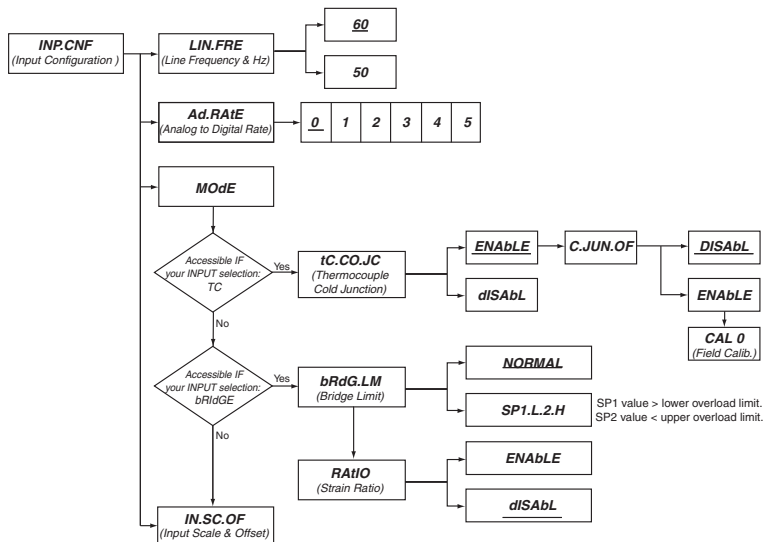 INP.CNF
(Input Configuration )
LIN.FRE
(Line Frequency & Hz)
60
50
Ad.RAtE
(Analog to Digital Rate)
0 1 2 3 4 5
MOdE
Accessible IF
your INPUT selection:
TC
Yes
No
tC.CO.JC
(Thermocouple
Cold Junction)
ENAbLE
dISAbL
C.JUN.OF
DISAbL
ENAbLE
CAL 0
(Field Calib.)
Accessible IF
your INPUT selection:
bRIdGE
Yes
No
bRdG.LM
(Bridge Limit)
NORMAL
SP1.L.2.H
SP1 value > lower overload limit.
SP2 value < upper overload limit.
RAtIO
(Strain Ratio)
ENAbLE
dISAbL
IN.SC.OF
(Input Scale & Offset)